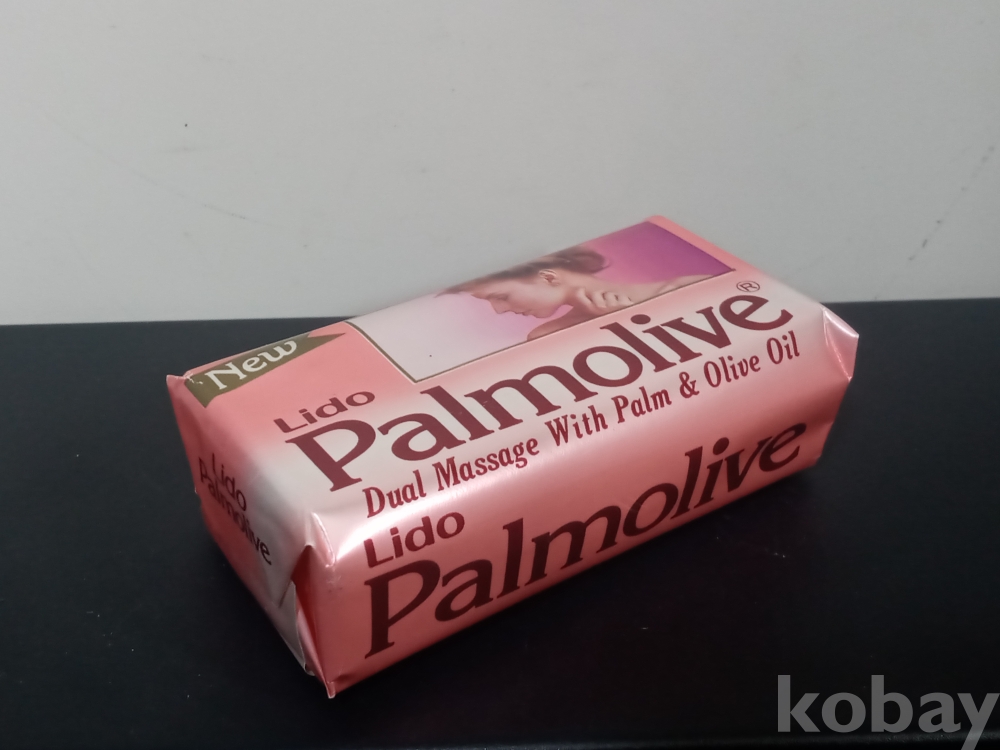 New
Lido
Palmolive®
Dual Massage With Palm & Olive Oil
Lido
Palmolive
Lido
Palmolive
kobay